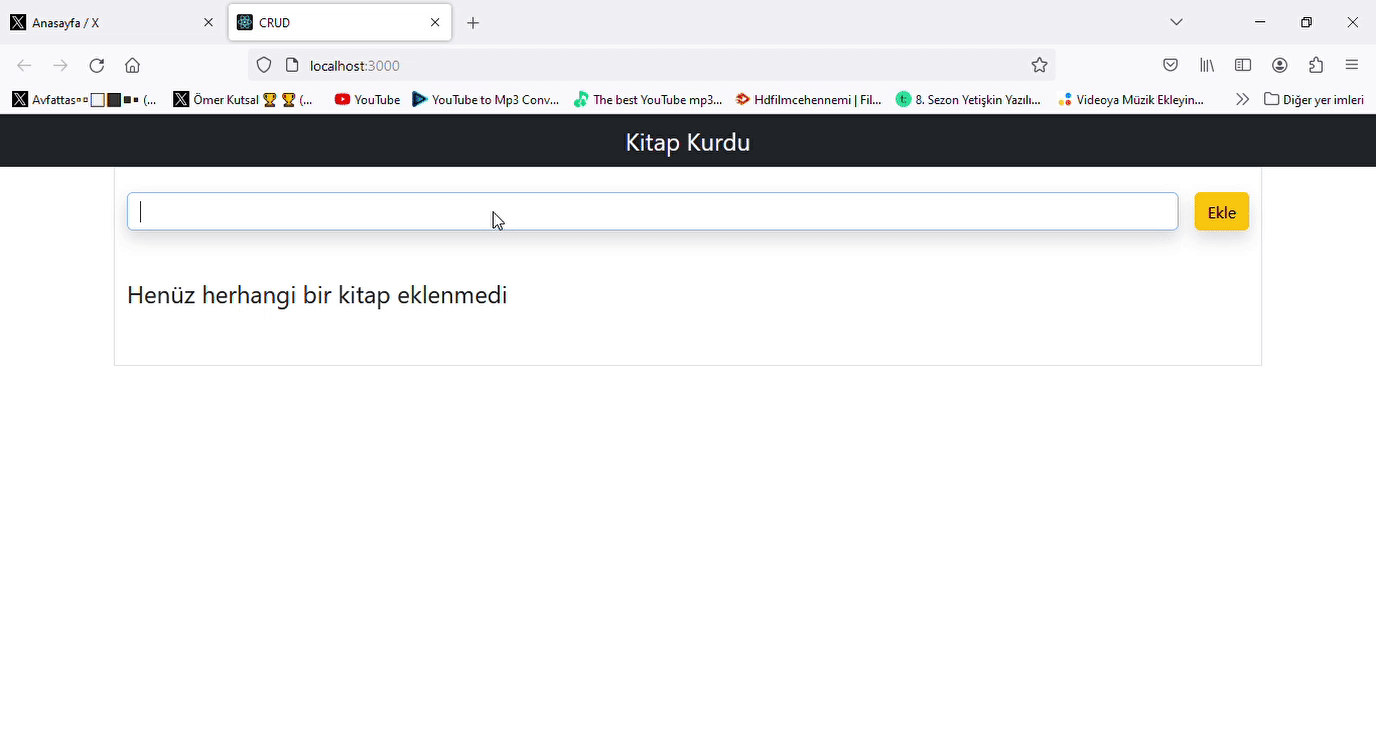 Anasayfa / X
CRUD
localhost:3000
Avfattas (...
Ömer Kutsal 🏆 🏆 (...
YouTube
YouTube to Mp3 Conv...
The best YouTube mp3...
Hdfilmcehennemi | Fil...
8. Sezon Yetişkin Yazılı...
Videoya Müzik Ekleyin...
Diğer yer imleri
Kitap Kurdu
Ekle
Henüz herhangi bir kitap eklenmedi